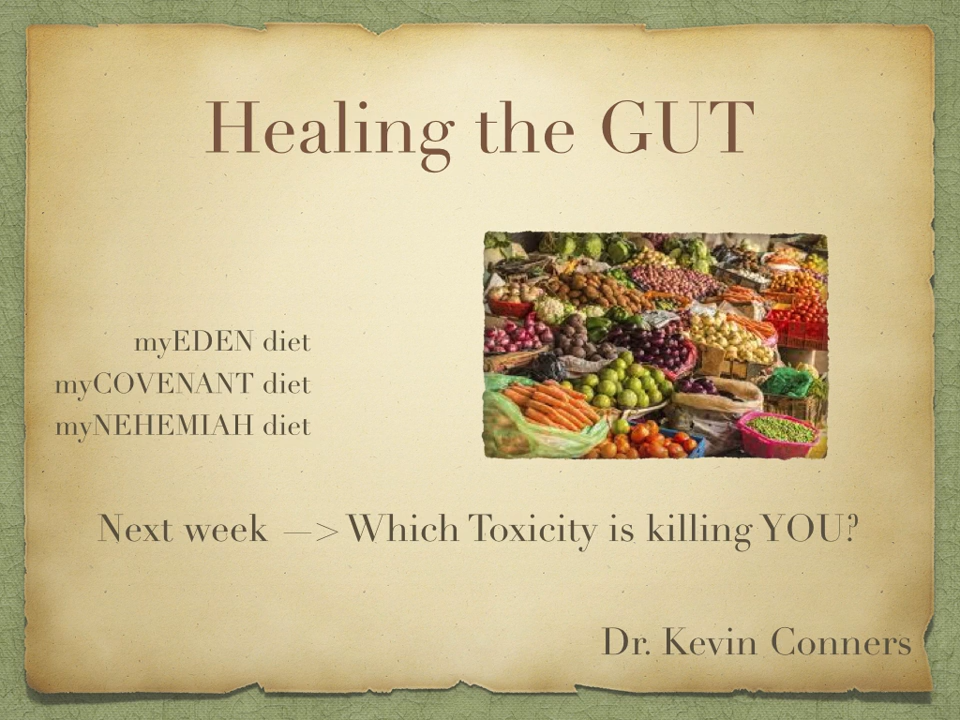 Healing the GUT
myEDEN diet
myCOVENANT diet
myNEHEMIAH diet
Next week —> Which Toxicity is killing YOU?
Dr. Kevin Conners